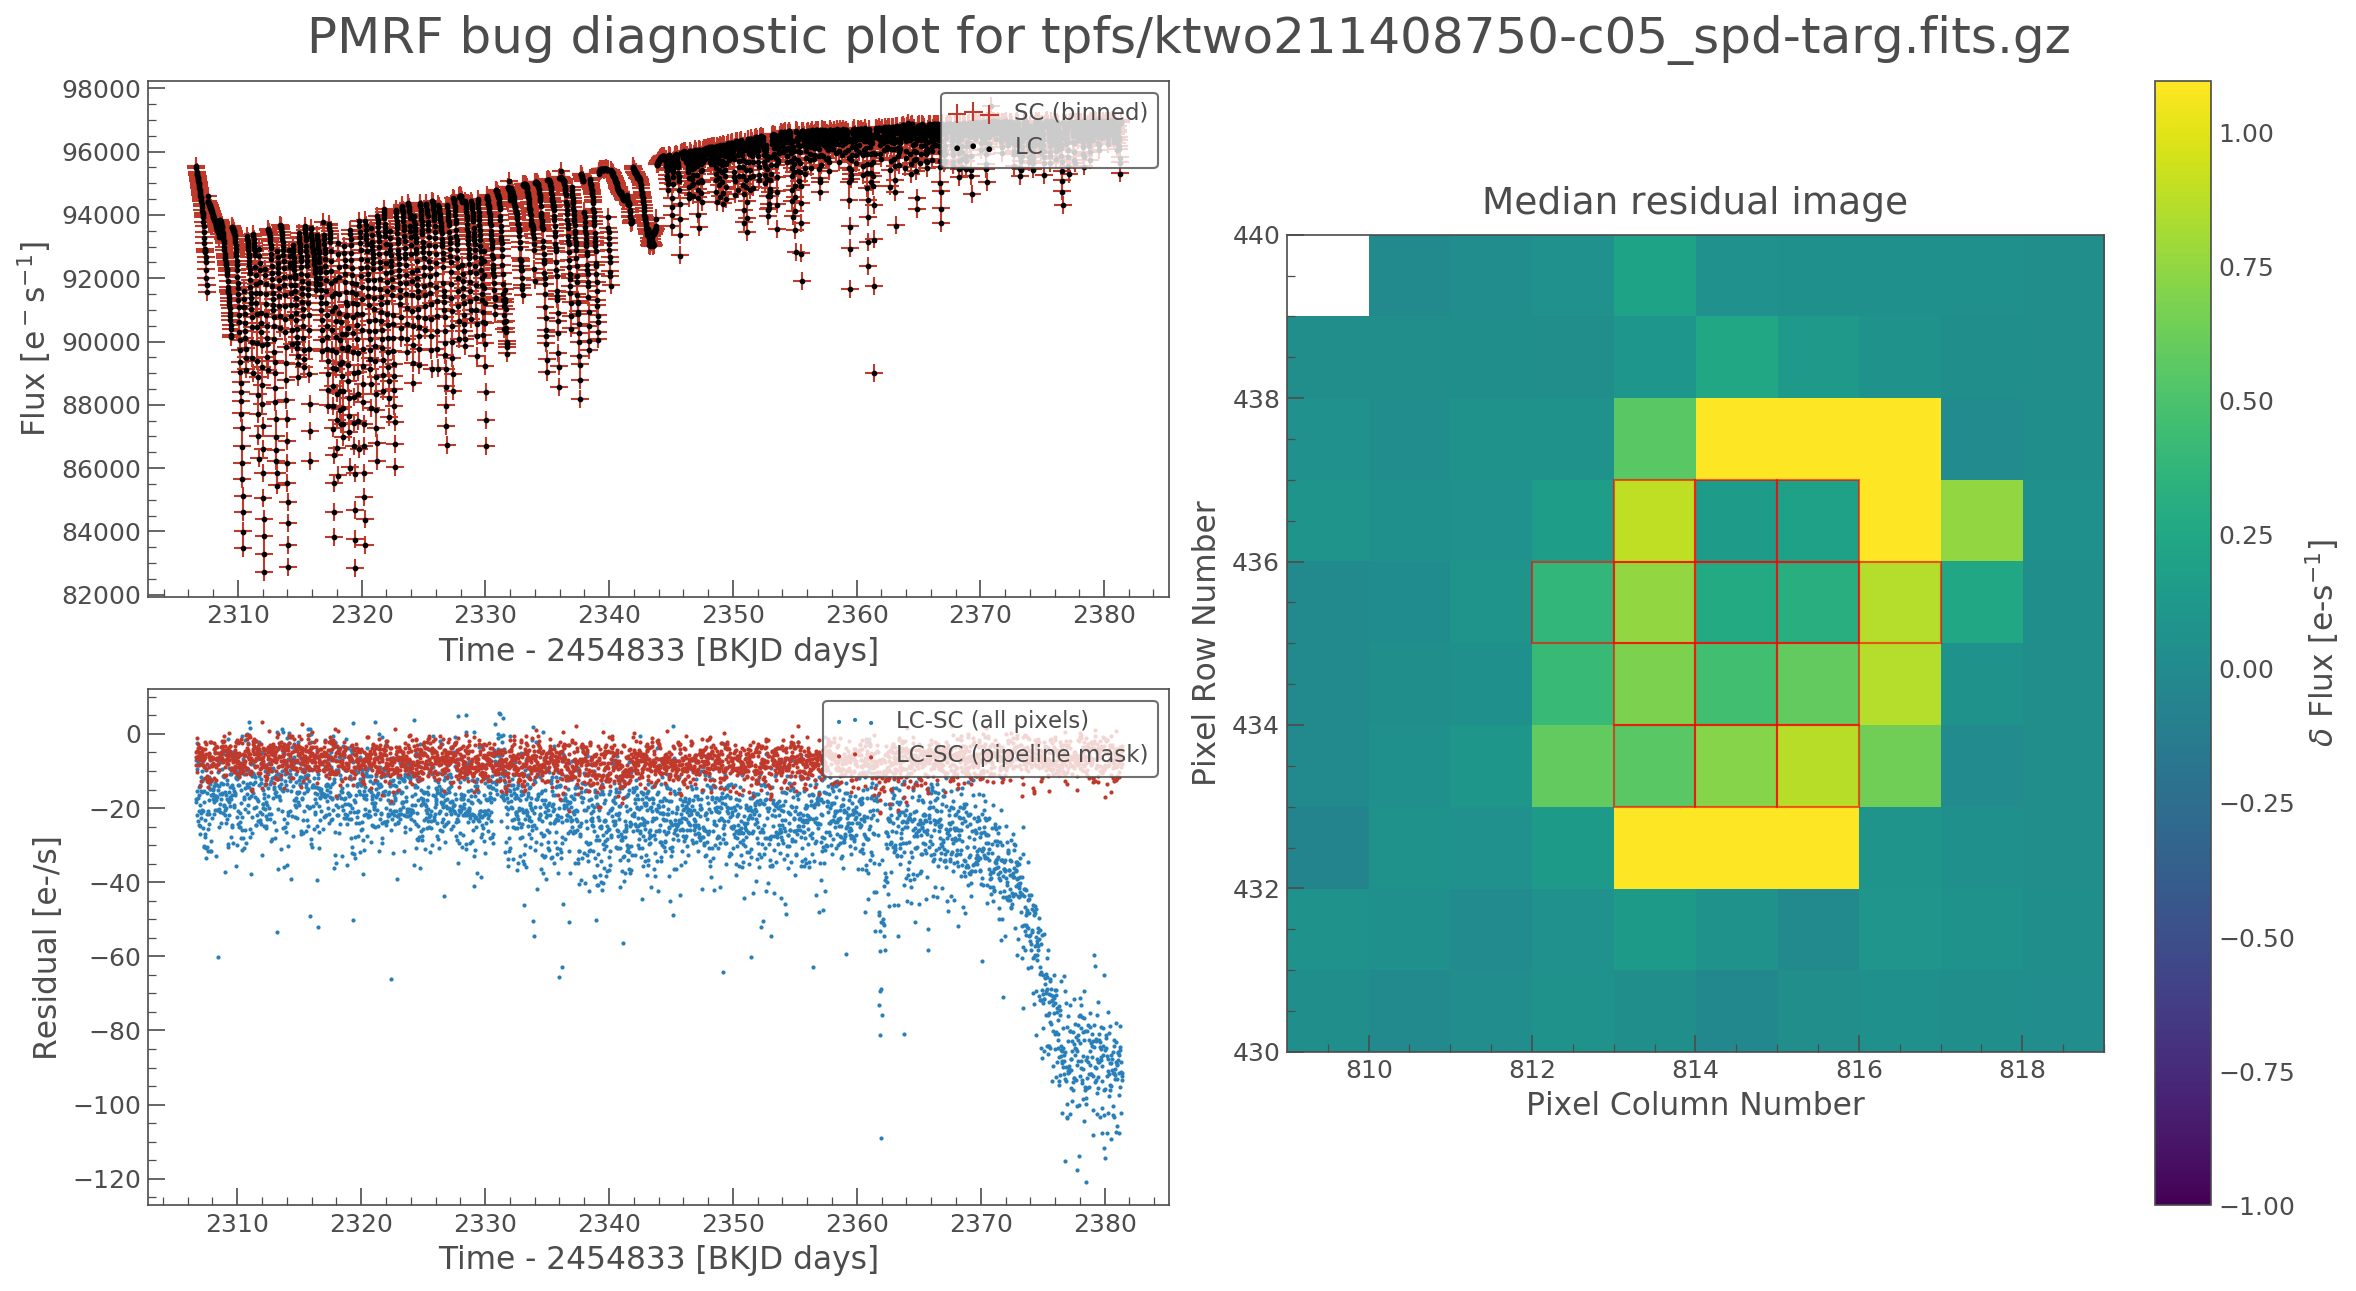 PMRF bug diagnostic plot for tpfs/ktwo211408750-c05_spd-targ.fits.gz
98000
96000
94000
92000
90000
88000
86000
84000
82000
Flux [e⁻ s⁻¹]
SC (binned)
LC
2310 2320 2330 2340 2350 2360 2370 2380
Time - 2454833 [BKJD days]
0
−20
−40
−60
−80
−100
−120
Residual [e-/s]
LC-SC (all pixels)
LC-SC (pipeline mask)
2310 2320 2330 2340 2350 2360 2370 2380
Time - 2454833 [BKJD days]
Median residual image
440
438
436
434
432
430
Pixel Row Number
810 812 814 816 818
Pixel Column Number
1.00
0.75
0.50
0.25
0.00
−0.25
−0.50
−0.75
−1.00
δ Flux [e-s⁻¹]